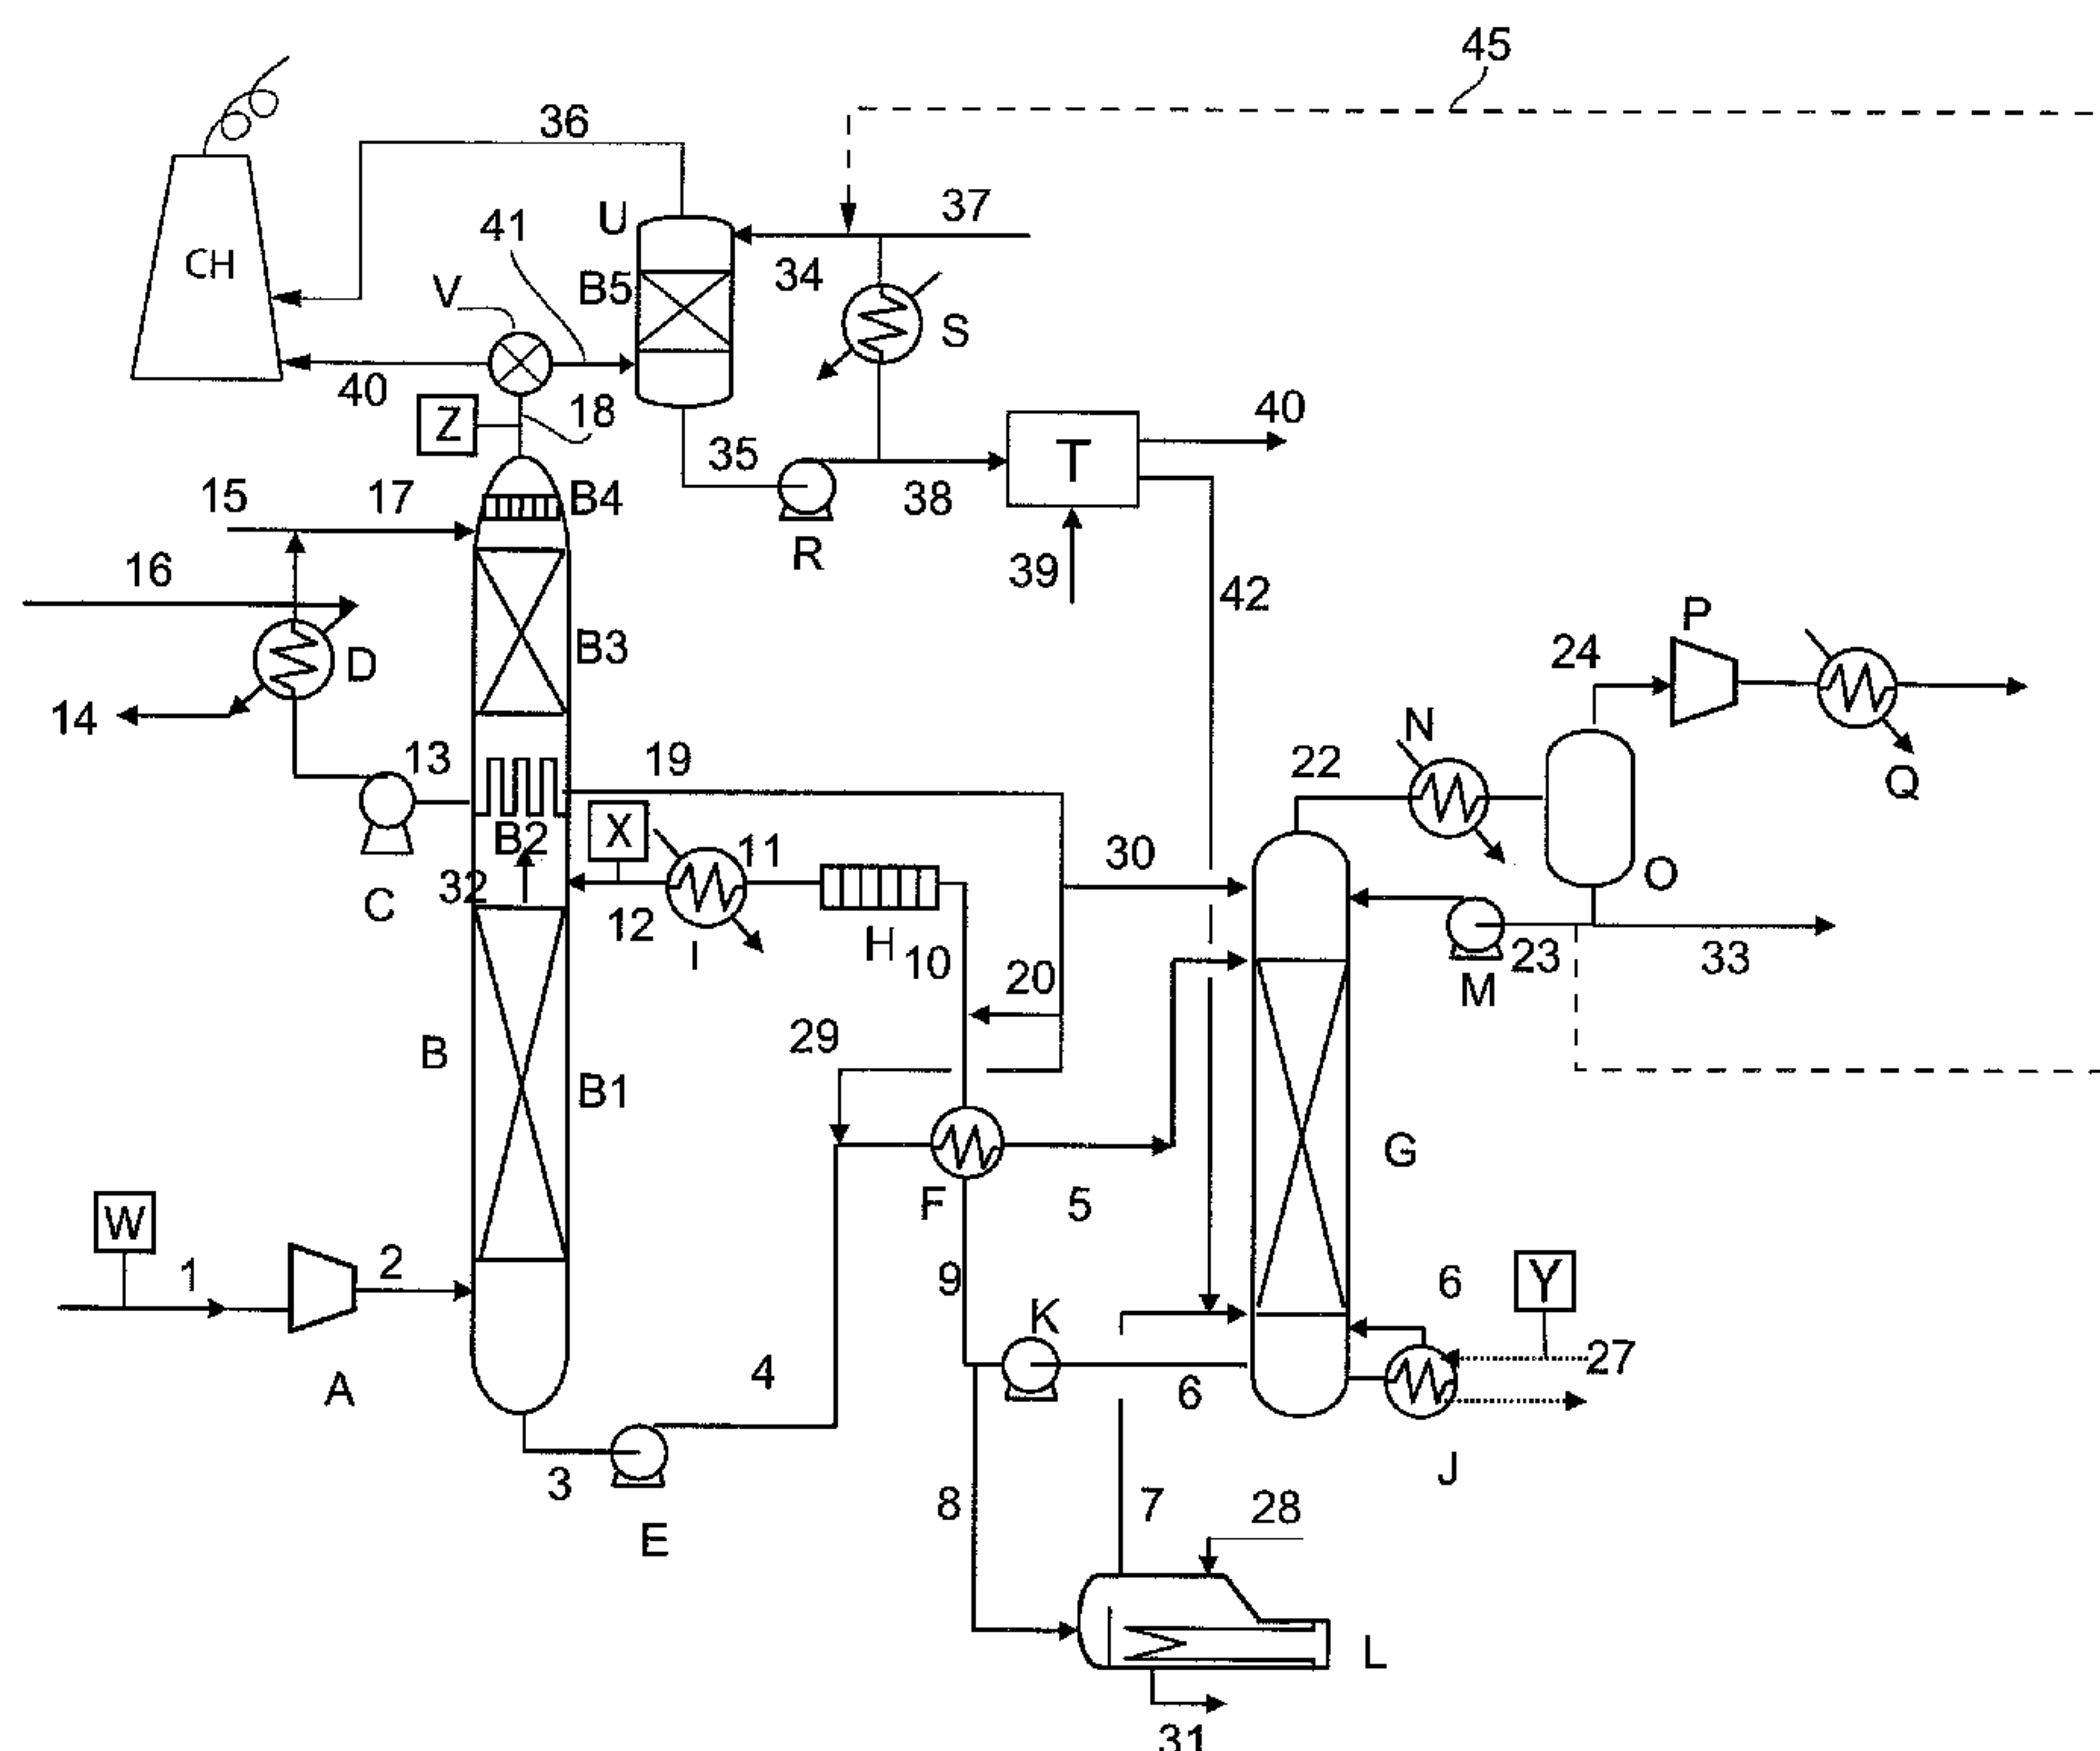 45
36
37
U
41
CH
34
B5
V
S
40
40
18
Z
T
35
15
17
B4
38
R
16
39
42
P
B3
24
D
14
N
13
19
22
Q
X
B2
11
30
32
O
C
12
H
10
I
23
33
M
20
29
B
B1
G
F
5
W
1
2
9
6
Y
K
27
4
A
6
3
J
8
7
28
E
L
31